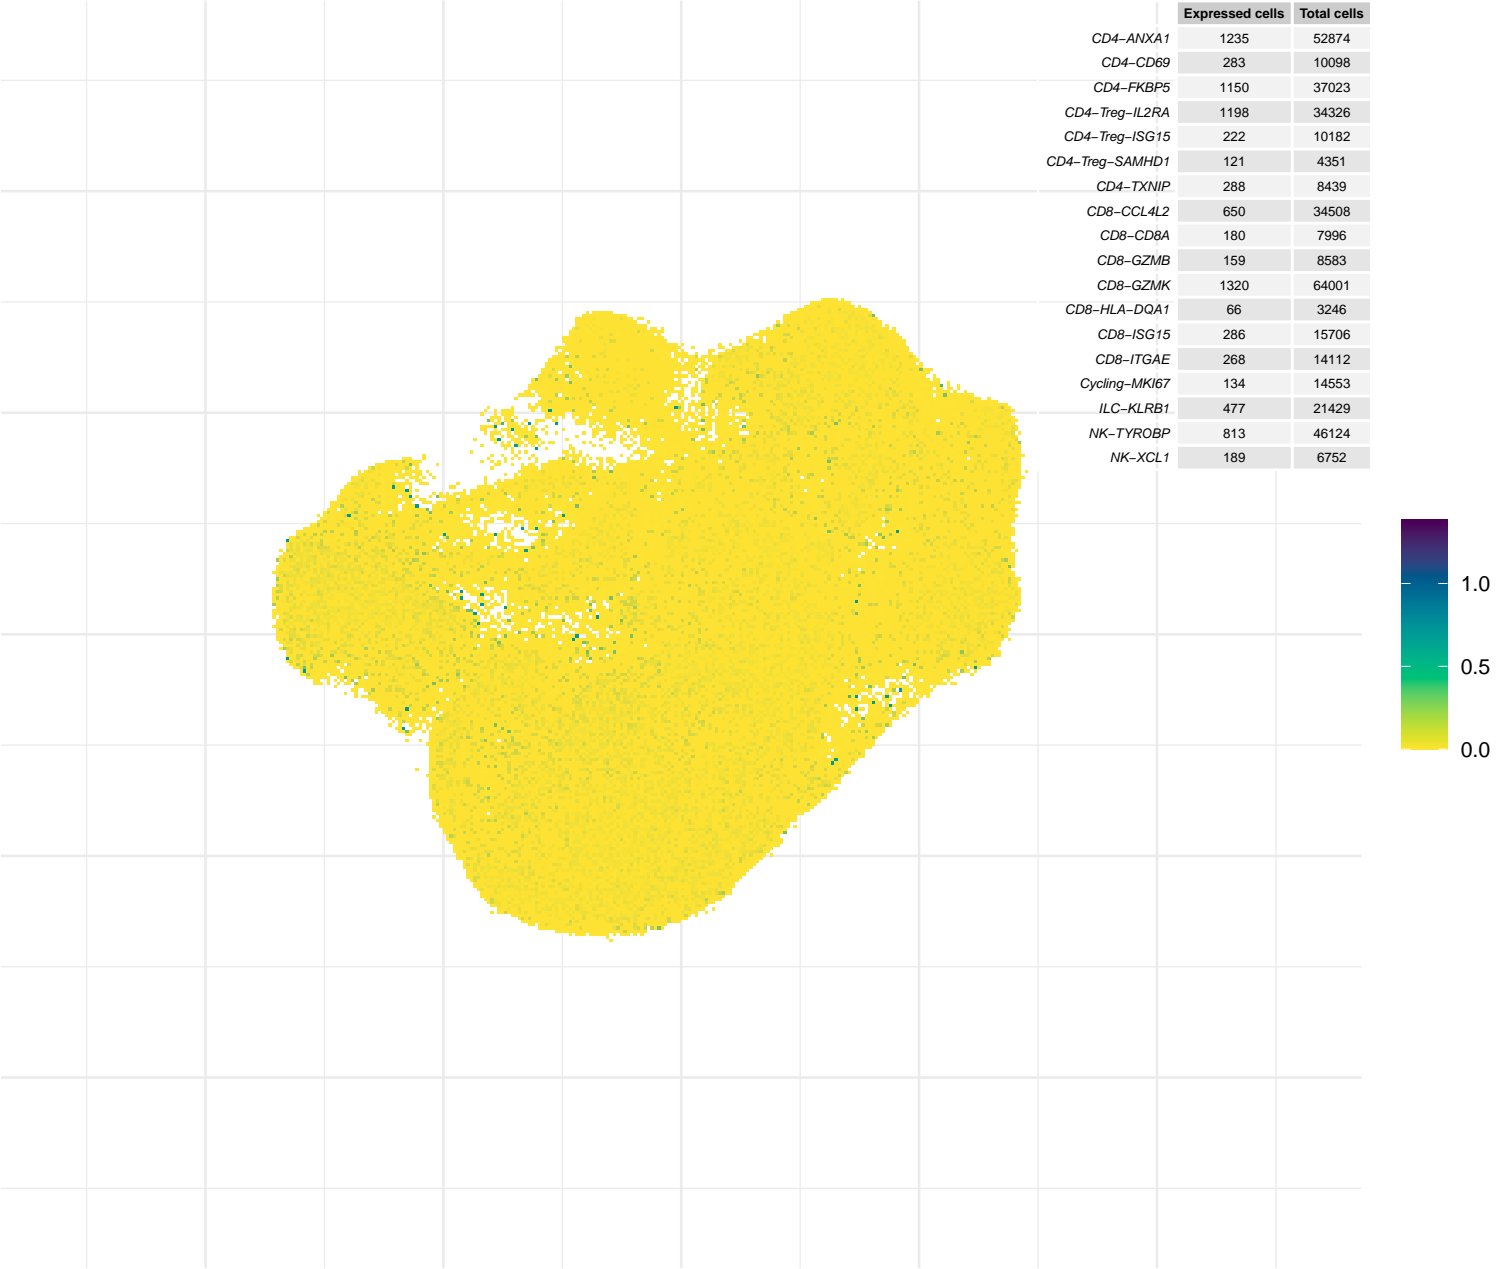 Expressed cells Total cells
CD4−ANXA1 1235 52874
CD4−CD69 283 10098
CD4−FKBP5 1150 37023
CD4−Treg−IL2RA 1198 34326
CD4−Treg−ISG15 222 10182
CD4−Treg−SAMHD1 121 4351
CD4−TXNIP 288 8439
CD8−CCL4L2 650 34508
CD8−CD8A 180 7996
CD8−GZMB 159 8583
CD8−GZMK 1320 64001
CD8−HLA−DQA1 66 3246
CD8−ISG15 286 15706
CD8−ITGAE 268 14112
Cycling−MKI67 134 14553
ILC−KLRB1 477 21429
NK−TYROBP 813 46124
NK−XCL1 189 6752
1.0
0.5
0.0